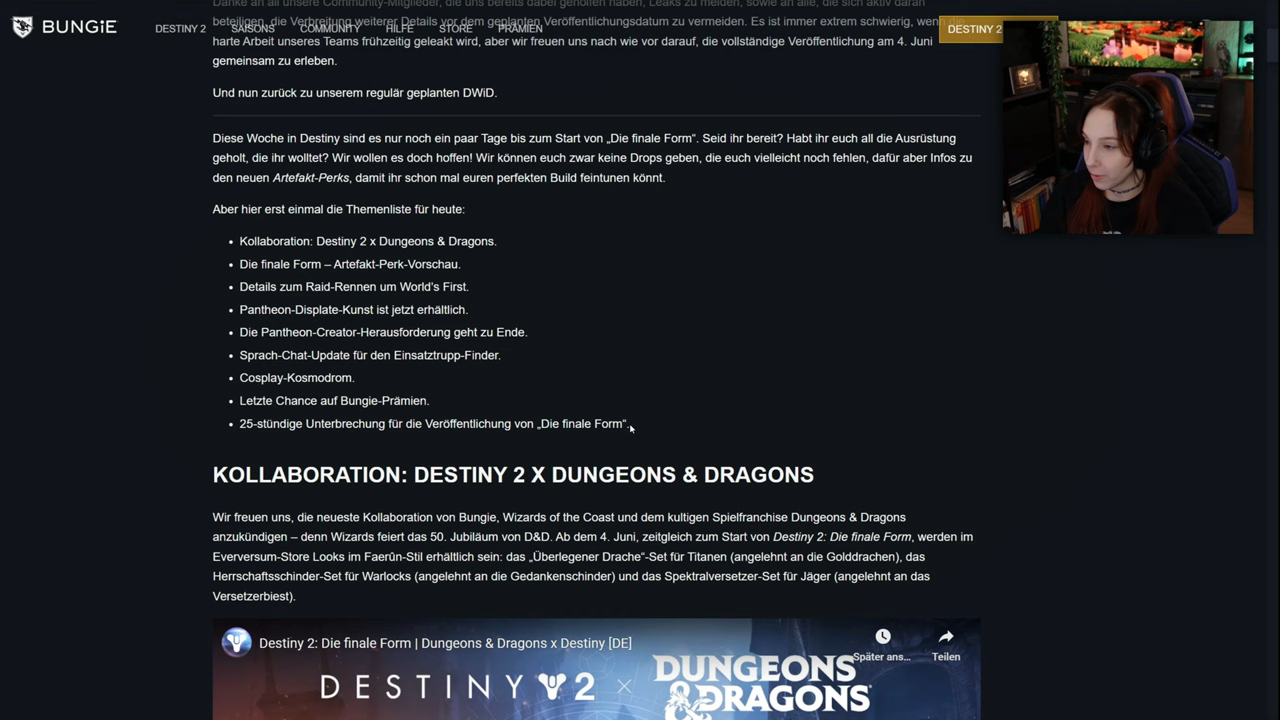 Danke an all unsere Community-Mitglieder, die uns bereits dabei geholfen haben, Leaks zu melden, sowie an alle, die sich aktiv daran
beteiligen, die Verbreitung weiterer Details vor dem geplanten Veröffentlichungsdatum zu vermeiden. Es ist immer extrem schwierig, wenn die
BUNGiE
DESTINY 2
SAISONS
COMMUNITY
HILFE
STORE
PRÄMIEN
DESTINY 2
harte Arbeit unseres Teams frühzeitig geleakt wird, aber wir freuen uns nach wie vor darauf, die vollständige Veröffentlichung am 4. Juni
gemeinsam zu erleben.
Und nun zurück zu unserem regulär geplanten DWiD.
Diese Woche in Destiny sind es nur noch ein paar Tage bis zum Start von „Die finale Form“. Seid ihr bereit? Habt ihr euch all die Ausrüstung
geholt, die ihr wolltet? Wir wollen es doch hoffen! Wir können euch zwar keine Drops geben, die euch vielleicht noch fehlen, dafür aber Infos zu
den neuen Artefakt-Perks, damit ihr schon mal euren perfekten Build feintunen könnt.
Aber hier erst einmal die Themenliste für heute:
• Kollaboration: Destiny 2 x Dungeons & Dragons.
• Die finale Form – Artefakt-Perk-Vorschau.
• Details zum Raid-Rennen um World’s First.
• Pantheon-Displate-Kunst ist jetzt erhältlich.
• Die Pantheon-Creator-Herausforderung geht zu Ende.
• Sprach-Chat-Update für den Einsatztrupp-Finder.
• Cosplay-Kosmodrom.
• Letzte Chance auf Bungie-Prämien.
• 25-stündige Unterbrechung für die Veröffentlichung von „Die finale Form“.
KOLLABORATION: DESTINY 2 X DUNGEONS & DRAGONS
Wir freuen uns, die neueste Kollaboration von Bungie, Wizards of the Coast und dem kultigen Spielfranchise Dungeons & Dragons
anzukündigen – denn Wizards feiert das 50. Jubiläum von D&D. Ab dem 4. Juni, zeitgleich zum Start von Destiny 2: Die finale Form, werden im
Everversum-Store Looks im Faerûn-Stil erhältlich sein: das „Überlegener Drache“-Set für Titanen (angelehnt an die Golddrachen), das
Herrschaftsschinder-Set für Warlocks (angelehnt an die Gedankenschinder) und das Spektralversetzer-Set für Jäger (angelehnt an das
Versetzerbiest).
Destiny 2: Die finale Form | Dungeons & Dragons x Destiny [DE]
Später ans...
Teilen
DESTINY 2 × DUNGEONS & DRAGONS